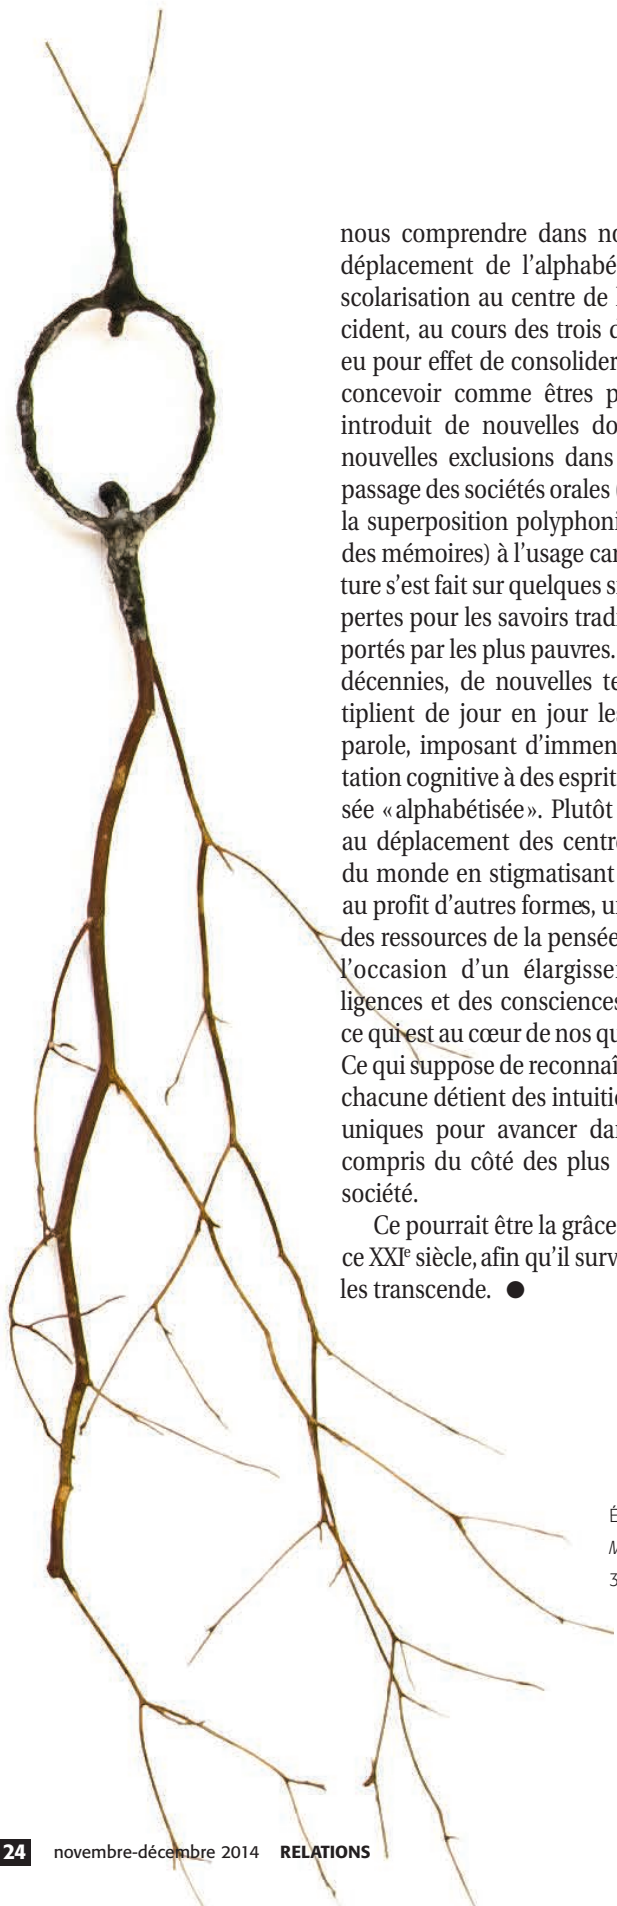 nous comprendre dans no
déplacement de l'alphabé
scolarisation au centre de l
cident, au cours des trois d
eu pour effet de consolider
concevoir comme êtres p
introduit de nouvelles do
nouvelles exclusions dans
passage des sociétés orales (
la superposition polyphoni
des mémoires) à l'usage car
ture s'est fait sur quelques s
pertes pour les savoirs tradi
portés par les plus pauvres.
décennies, de nouvelles te
tiplient de jour en jour les
parole, imposant d'immen
tation cognitive à des esprit
sée «alphabétisée». Plutôt
au déplacement des centr
du monde en stigmatisant
au profit d'autres formes, u
des ressources de la pensée
l'occasion d'un élargisse
ligences et des consciences
ce qui est au cœur de nos qu
Ce qui suppose de reconnaî
chacune détient des intuiti
uniques pour avancer da
compris du côté des plus
société.
Ce pourrait être la grâce
ce XXIe siècle, afin qu'il surv
les transcende. ●
É
M
3
24 novembre-décembre 2014 RELATIONS